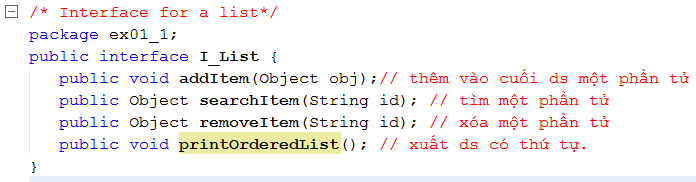 /* Interface for a list*/
package ex01_1;
public interface I_List {
public void addItem(Object obj);// thêm vào cuối ds một phần tử
public Object searchItem(String id); // tìm một phần tử
public Object removeItem(String id); // xóa một phần tử
public void printOrderedList(); // xuất ds có thứ tự.
}